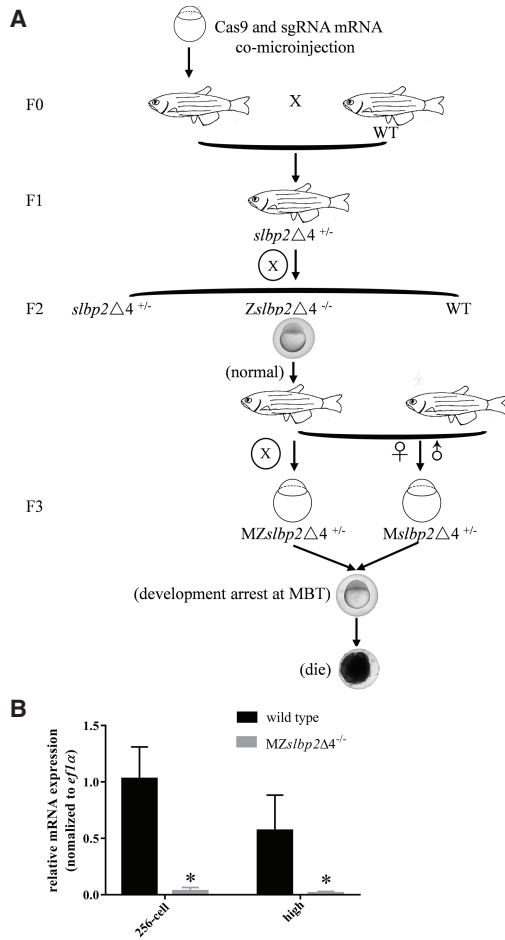 A
Cas9 and sgRNA mRNA
co-microinjection
F0
X
WT
F1
slbp2△4 +/-
X
F2
slbp2△4 +/-
Zslbp2△4 -/-
WT
(normal)
X
♀ ♂
F3
MZslbp2△4 +/-
Mslbp2△4 +/-
(development arrest at MBT)
(die)
B
wild type
MZslbp2Δ4-/-
relative mRNA expression
(nomalized to ef1α)
1.5
1.0
0.5
0.0
*
*
256-cell
high